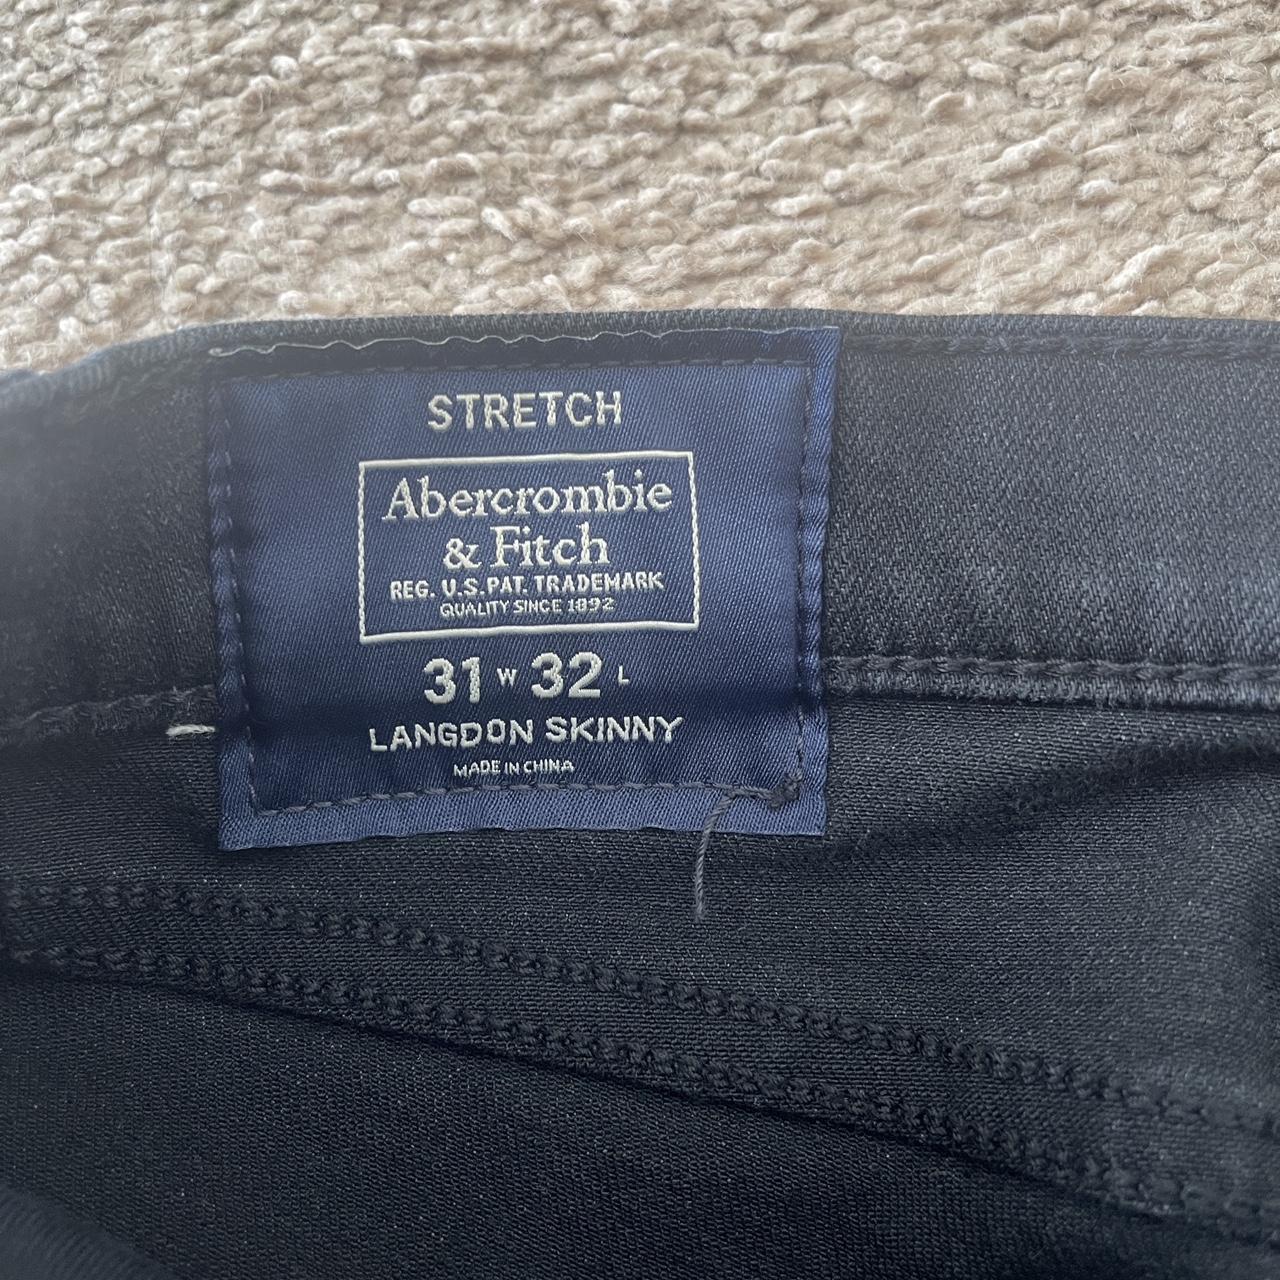 STRETCH
Abercrombie
& Fitch
REG. U.S.PAT. TRADEMARK
QUALITY SINCE 1892
31 W 32 L
LANGDON SKINNY
MADE IN CHINA